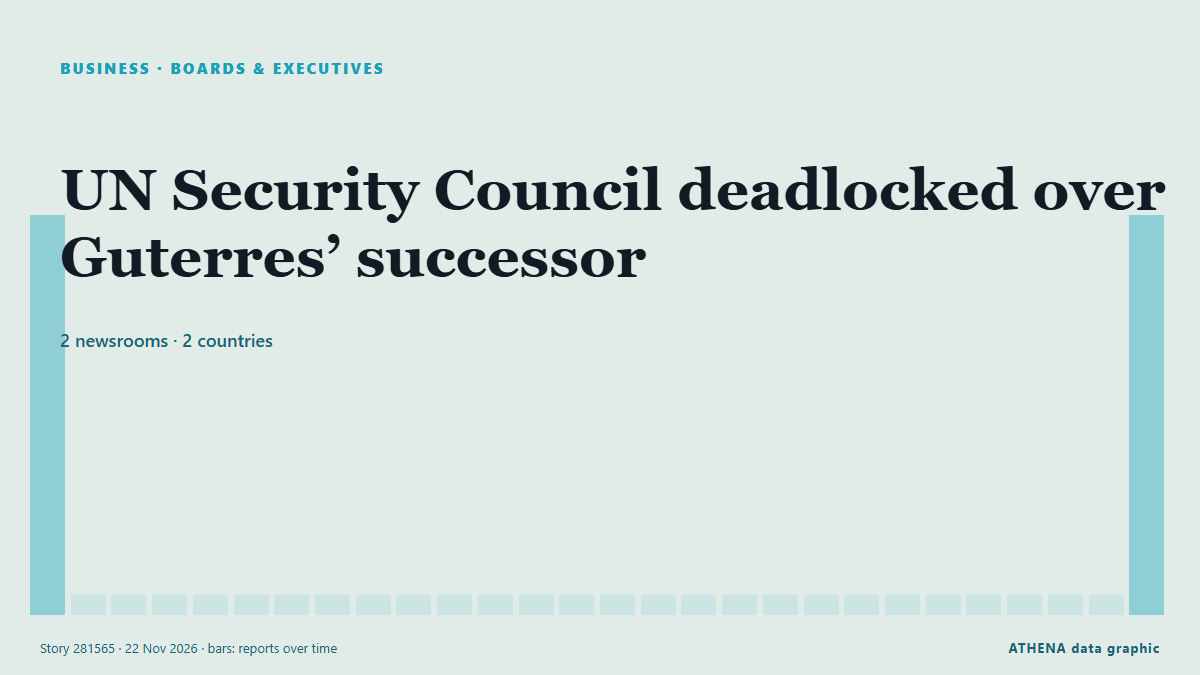 BUSINESS · BOARDS & EXECUTIVES
UN Security Council deadlocked over
Guterres’ successor
2 newsrooms · 2 countries
Story 281565 · 22 Nov 2026 · bars: reports over time
ATHENA data graphic